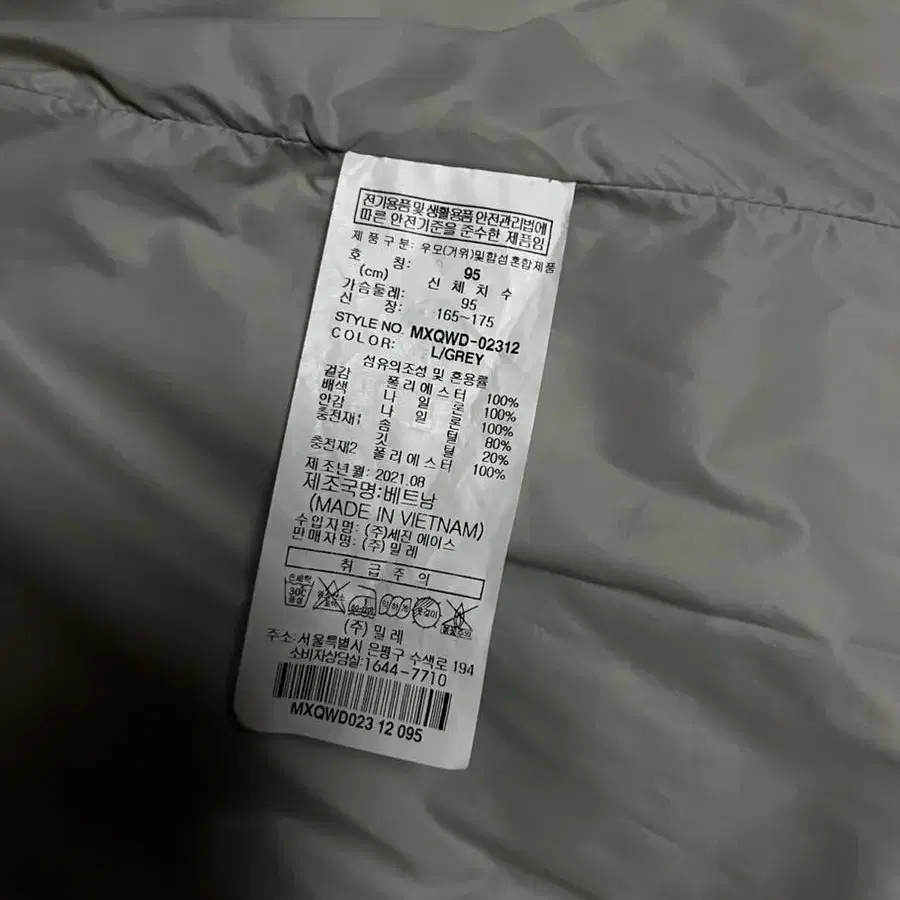 전기용품및생활용품 안전관리법에
따른 안전기준을 준수한 제품임
제품구분: 우모(거위)및합섬혼합제품
호 칭: 95
(cm) 신 체 치 수
가슴둘레: 95
신 장: 165~175
STYLE NO. MXQWD-02312
COLOR: L/GREY
섬유의조성 및 혼용률
겉감 폴리에스터 100%
배색 나 일 론 100%
안감 나 일 론 100%
충전재1 솜 털 80%
깃 털 20%
충전재2 폴리에스터 100%
제조년월: 2021.08
제조국명:베트남
(MADE IN VIETNAM)
수입자명: (주)세진 에이스
판매자명: (주) 밀레
취 급 주 의
손세탁
30℃
약하게
(주) 밀레
주소:서울특별시 은평구 수색로 194
소비자상담실:1644-7710
MXQWD023 12 095